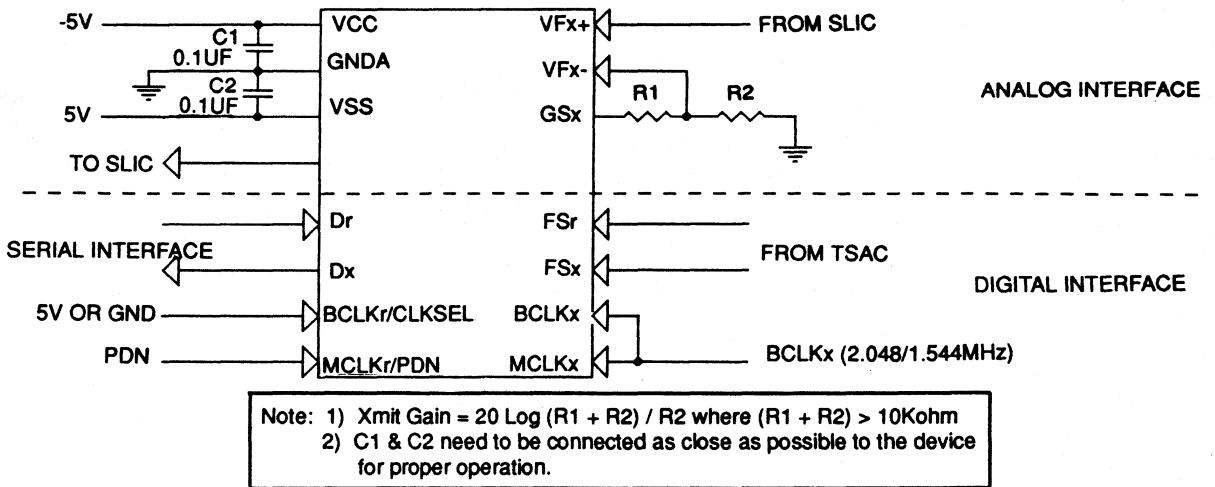 -5V VCC VFx+ FROM SLIC
C1
0.1UF GNDA VFx-
C2 R1 R2 ANALOG INTERFACE
0.1UF VSS GSx
5V
TO SLIC
Dr FSr
SERIAL INTERFACE FROM TSAC
Dx FSx DIGITAL INTERFACE
5V OR GND BCLKr/CLKSEL BCLKx
PDN MCLKr/PDN MCLKx BCLKx (2.048/1.544MHz)
Note: 1) Xmit Gain = 20 Log (R1 + R2) / R2 where (R1 + R2) > 10Kohm
2) C1 & C2 need to be connected as close as possible to the device
for proper operation.